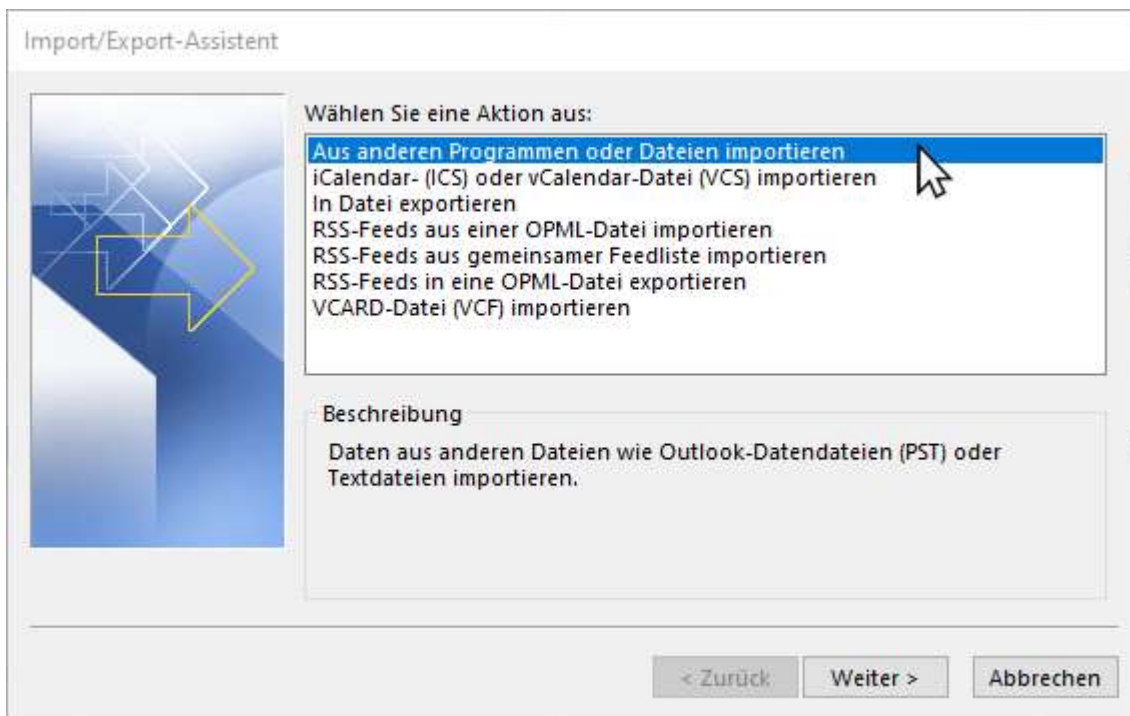 Import/Export-Assistent
Wählen Sie eine Aktion aus:
Aus anderen Programmen oder Dateien importieren
iCalendar- (ICS) oder vCalendar-Datei (VCS) importieren
In Datei exportieren
RSS-Feeds aus einer OPML-Datei importieren
RSS-Feeds aus gemeinsamer Feedliste importieren
RSS-Feeds in eine OPML-Datei exportieren
VCARD-Datei (VCF) importieren
Beschreibung
Daten aus anderen Dateien wie Outlook-Datendateien (PST) oder
Textdateien importieren.
< Zurück Weiter > Abbrechen